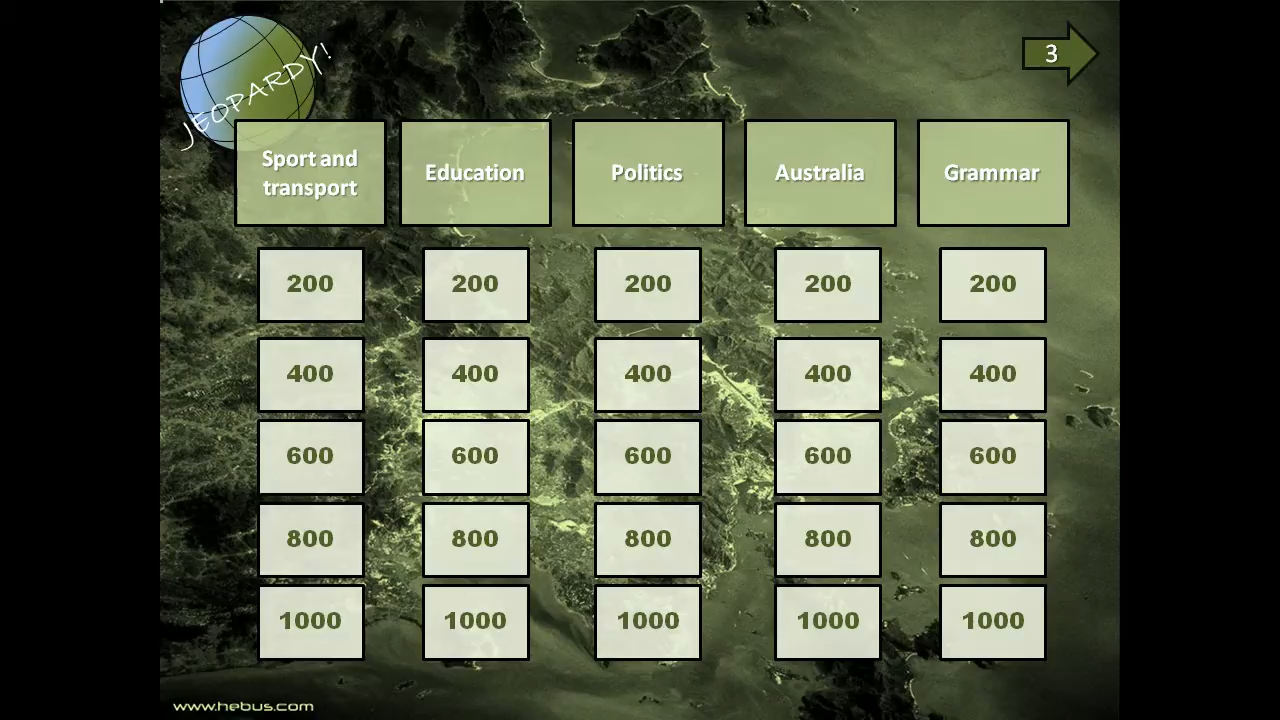 JEOPARDY!
3
Sport and
transport
Education
Politics
Australia
Grammar
200 200 200 200 200
400 400 400 400 400
600 600 600 600 600
800 800 800 800 800
1000 1000 1000 1000 1000
www.hebus.com